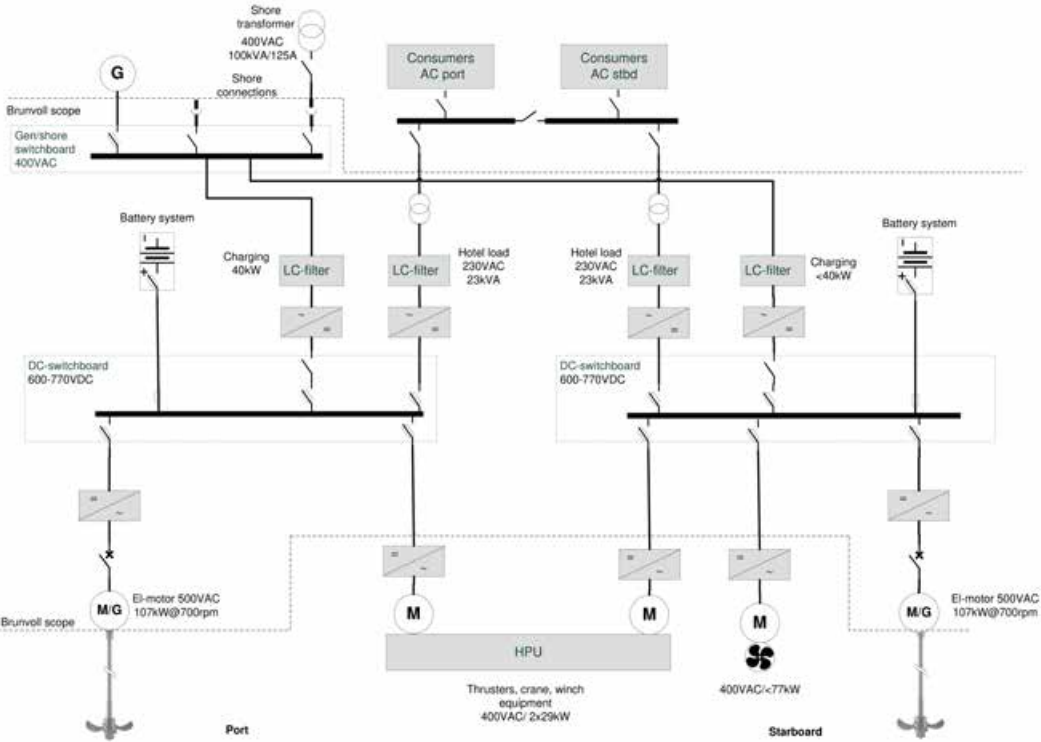 Shore
transformer
400VAC
100kVA/125A
Consumers
AC port
Consumers
AC stbd
G
Shore
connections
Brunvoll scope
Gen/shore
switchboard
400VAC
Battery system
Battery system
Charging
40kW
LC-filter
LC-filter
Hotel load
230VAC
23kVA
Hotel load
230VAC
23kVA
LC-filter
LC-filter
Charging
<40kW
DC-switchboard
600-770VDC
DC-switchboard
600-770VDC
M/G
El-motor 500VAC
107kW@700rpm
M
M
M
M/G
El-motor 500VAC
107kW@700rpm
Brunvoll scope
HPU
Thrusters, crane, winch
equipment
400VAC/ 2x29kW
400VAC/<77kW
Port
Starboard